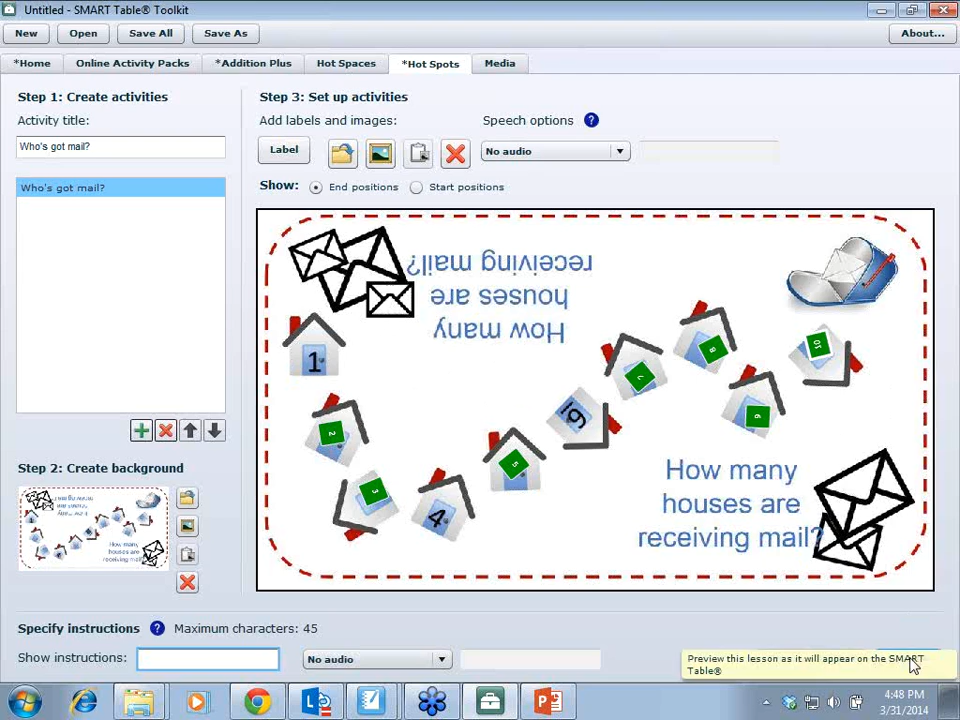 Untitled - SMART Table® Toolkit
New
Open
Save All
Save As
About...
*Home
Online Activity Packs
*Addition Plus
Hot Spaces
*Hot Spots
Media
Step 1: Create activities
Activity title:
Who's got mail?
Who's got mail?
Step 2: Create background
Step 3: Set up activities
Add labels and images:
Speech options
?
Label
No audio
Show:
End positions
Start positions
How many
houses are
receiving mail?
1
2
3
4
5
6
7
8
9
10
How many
houses are
receiving mail?
Specify instructions
?
Maximum characters: 45
Show instructions:
No audio
Preview this lesson as it will appear on the SMART
Table®
4:48 PM
3/31/2014